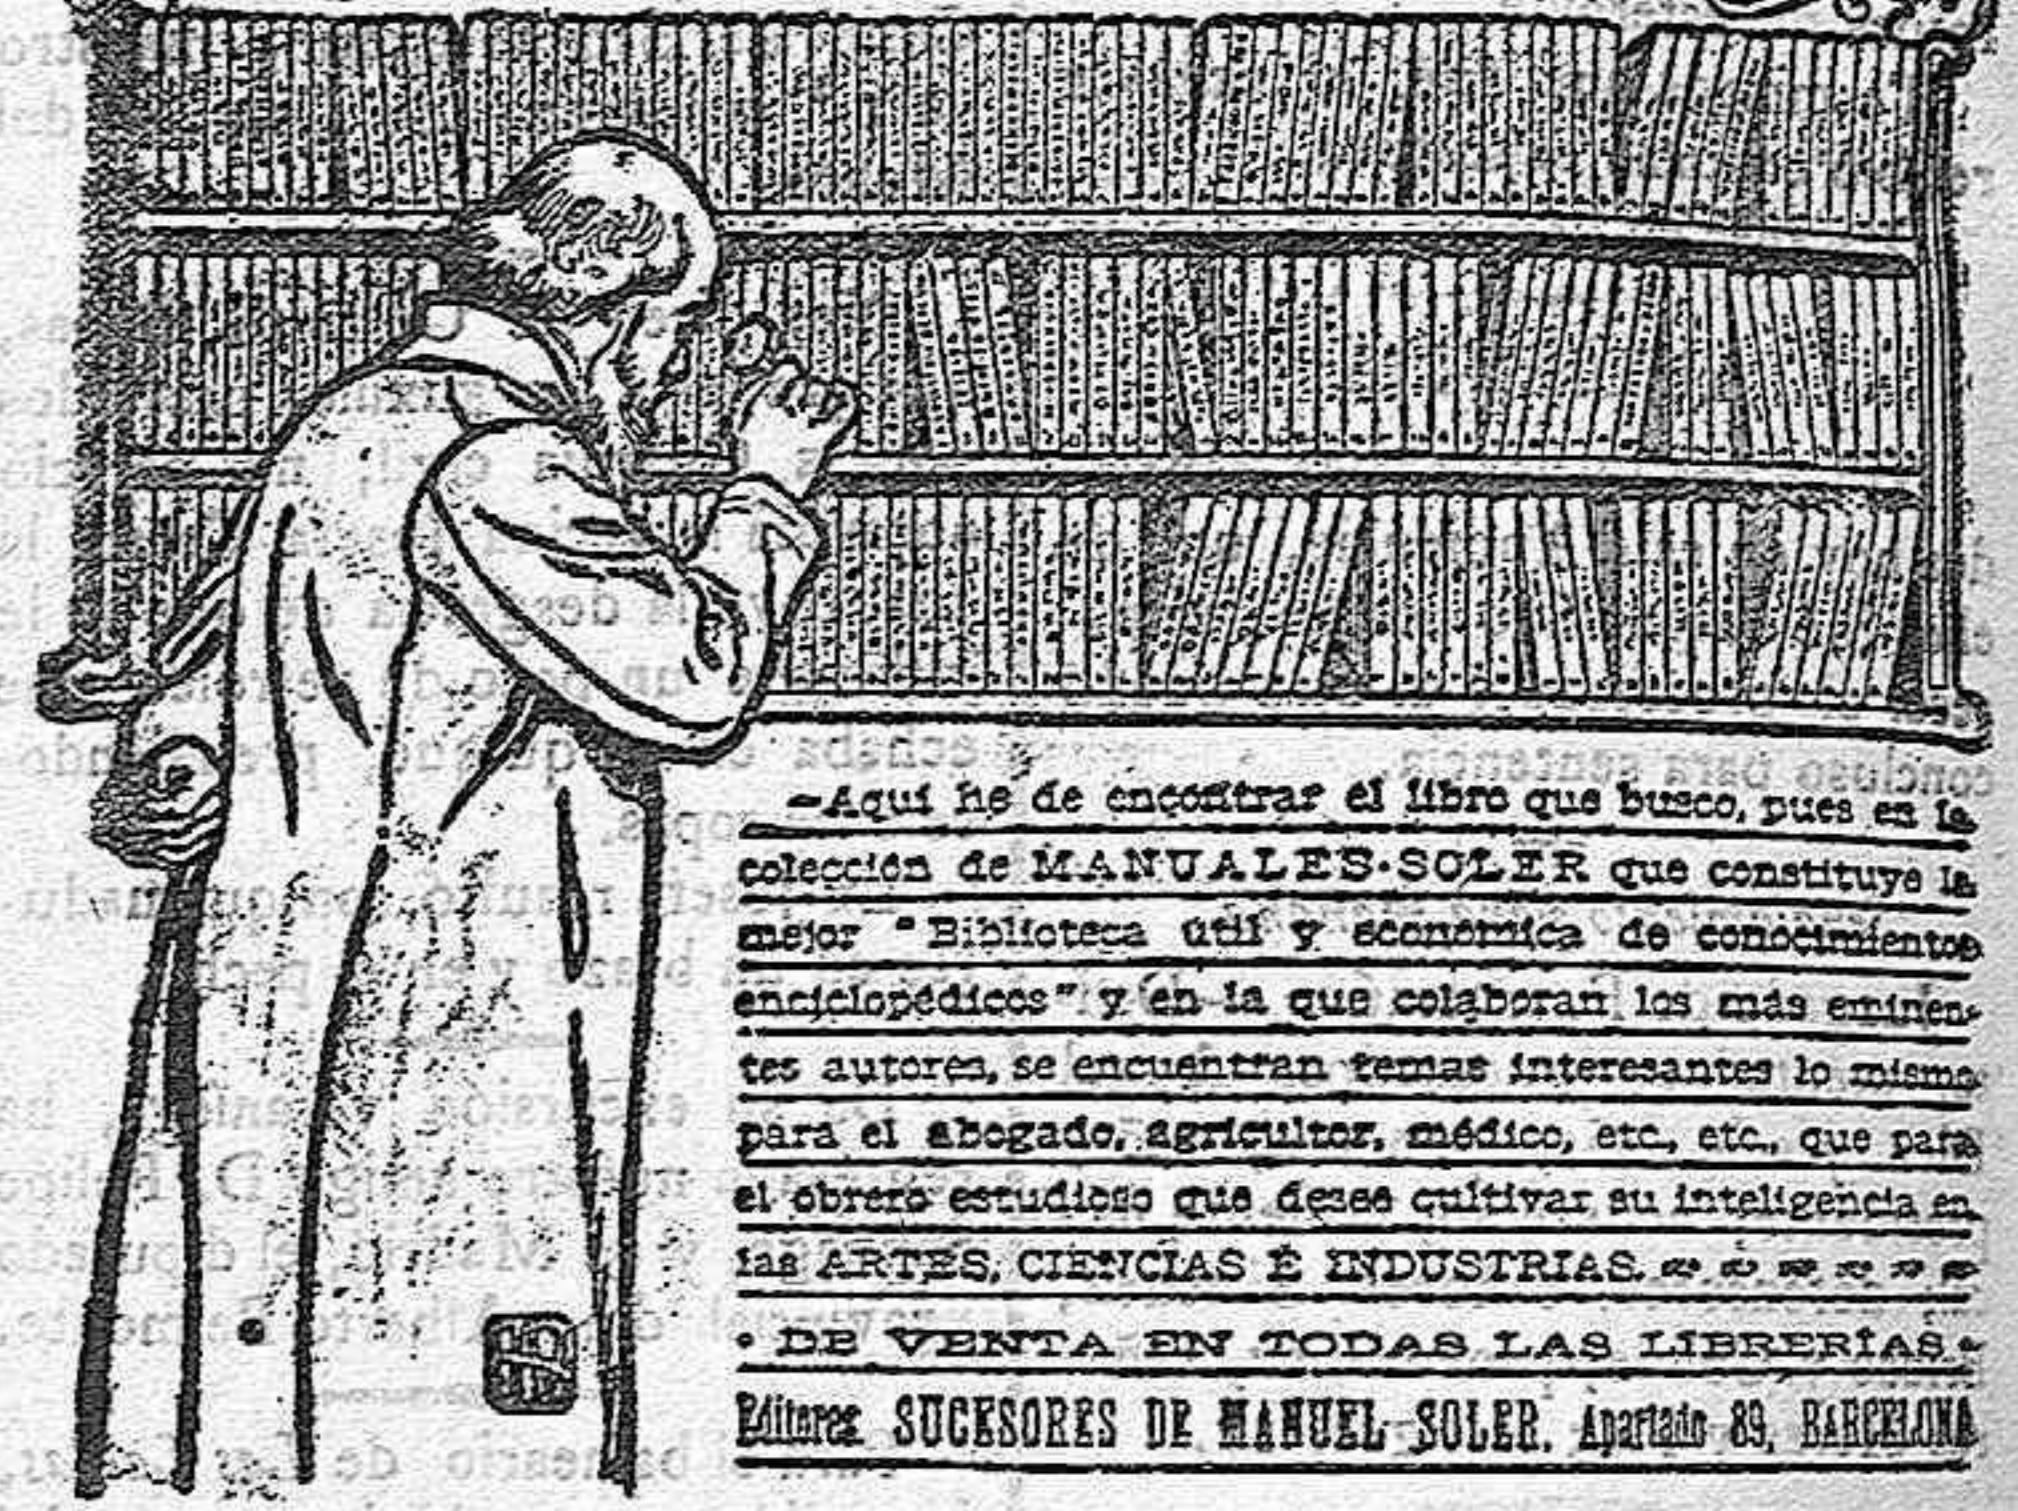 —Aquí he de encontrar el libro que busco, pues en la
colección de MANUALES-SOLER que constituye la
mejor "Biblioteca útil y económica de conocimientos
enciclopédicos" y en la que colaboran los más eminen-
tes autores, se encuentran temas interesantes lo mismo
para el abogado, agricultor, médico, etc., etc., que para
el obrero estudioso que desee cultivar su inteligencia en
las ARTES, CIENCIAS É INDUSTRIAS.
• DE VENTA EN TODAS LAS LIBRERÍAS •
Editores SUCESORES DE MANUEL SOLER. Apartado 89, BARCELONA